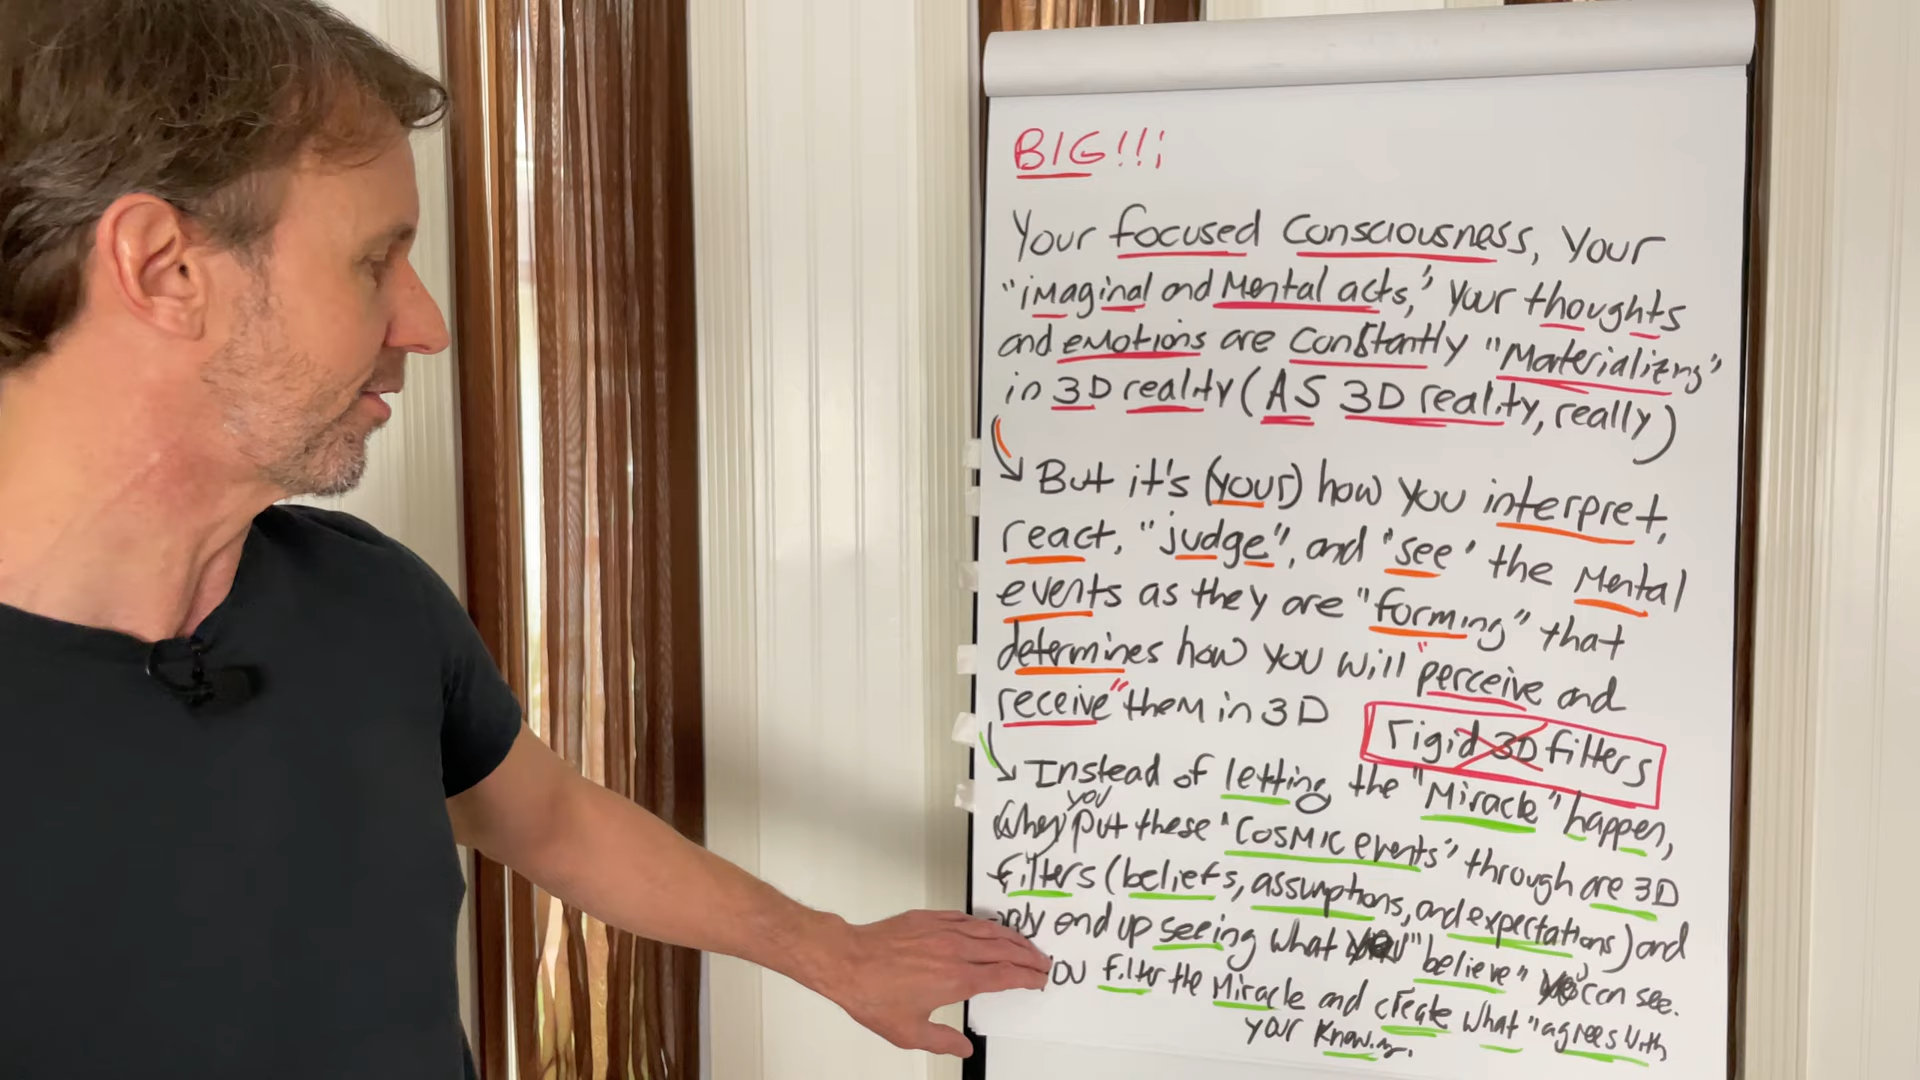 BIG!!!
Your focused Consciousness, Your
"imaginal and Mental acts," Your thoughts
and emotions are Constantly "Materializing"
in 3D reality (AS 3D reality, really)
But it's (your) how you interpret,
react, "judge", and 'see' the Mental
events as they are "forming" that
determines how you will "perceive and
receive" them in 3D
rigid 3D filters
Instead of letting the "Miracle" happen,
you
(they) put these "Cosmic events" through are 3D
filters (beliefs, assumptions, and expectations) and
only end up seeing what "believe" can see.
you filter the Miracle and create what "agrees with
your Knowing.